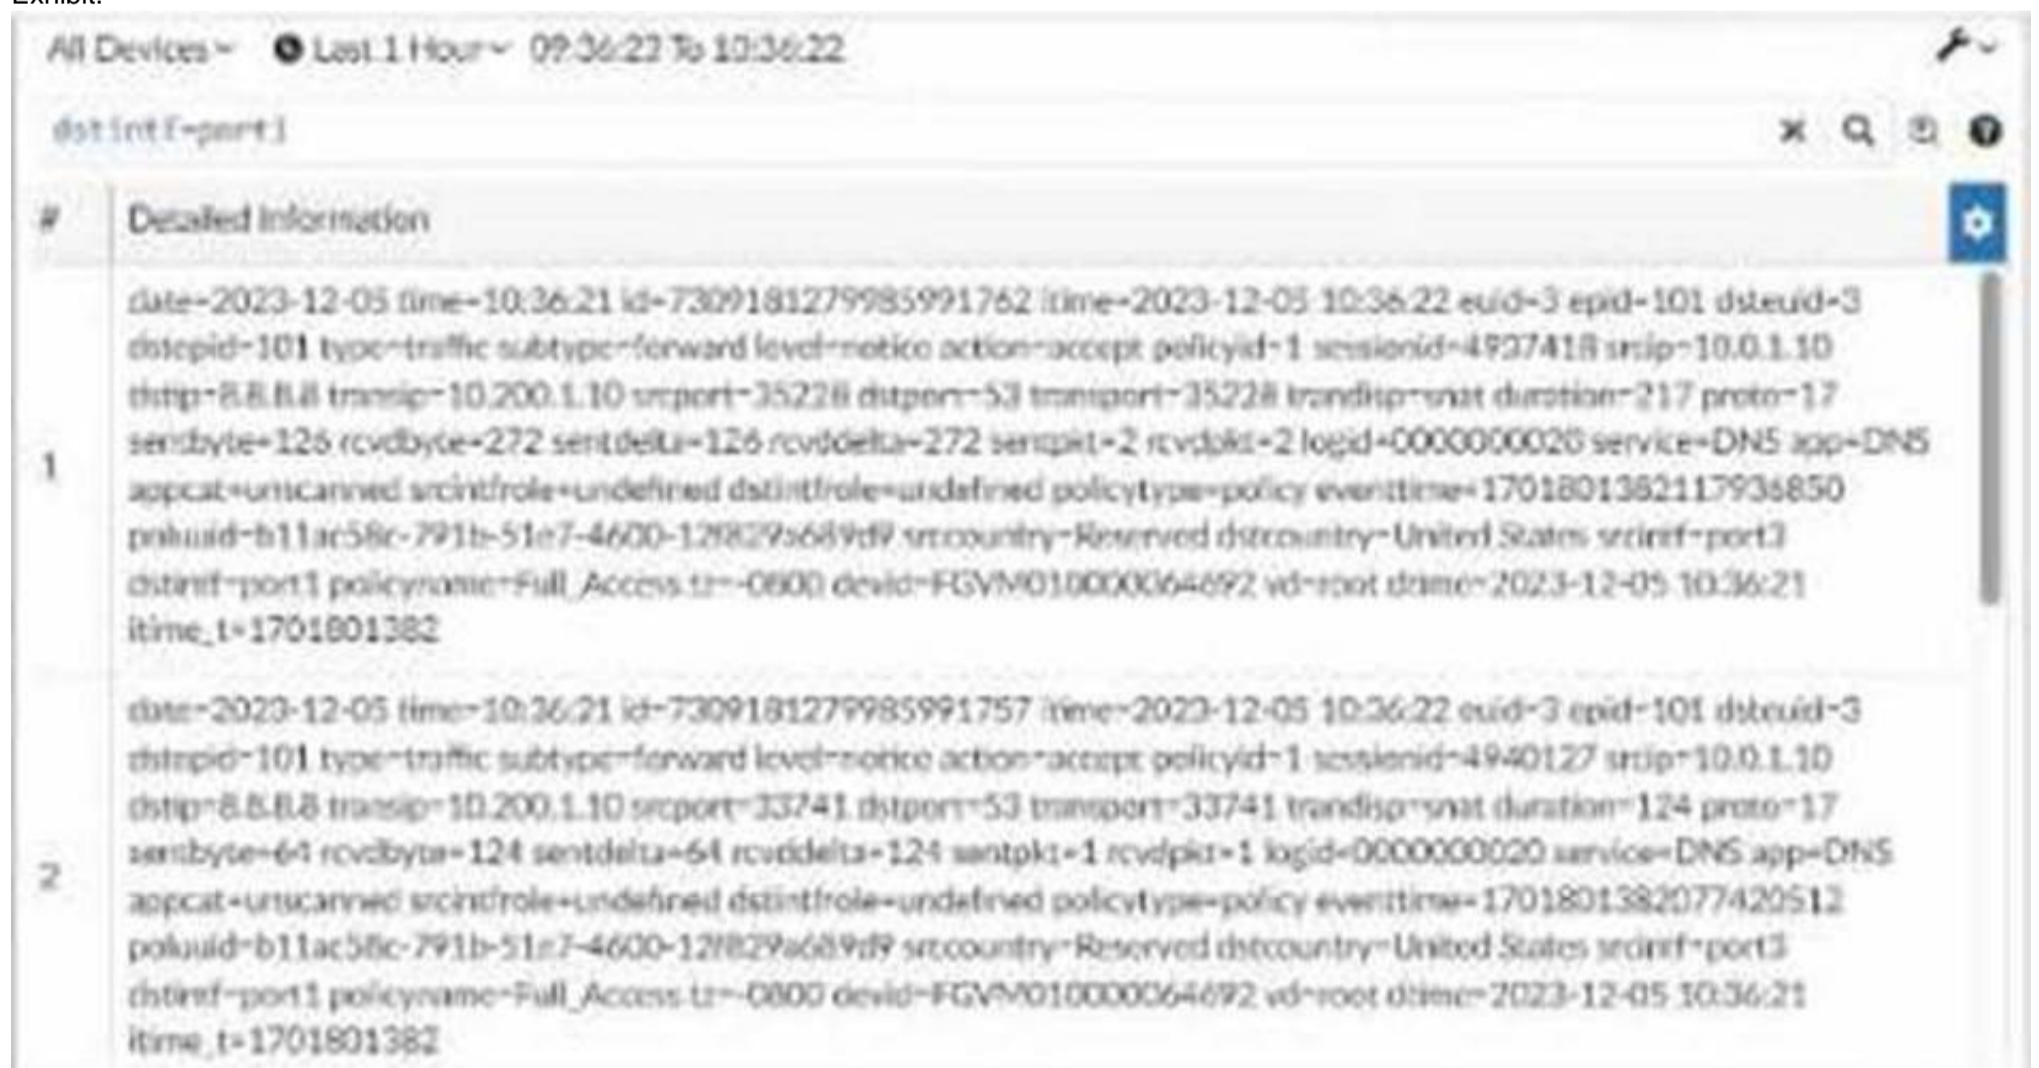 Exhibit:
All Devices Last 1 Hour 09:36:23 To 10:36:22
dstintf=port1
# Detailed Information
date=2023-12-05 time=10:36:21 id=7309181279985991762 itime=2023-12-05 10:36:22 euid=3 epid=101 dsteuid=3
dstepid=101 type=traffic subtype=forward level=notice action=accept policyid=1 sessionid=4937418 srcip=10.0.1.10
dstip=8.8.8.8 transip=10.200.1.10 srcport=35228 dstport=53 transport=35228 trandisp=snat duration=217 proto=17
1
sentbyte=126 rcvdbyte=272 sentdelta=126 rcvddelta=272 sentpkt=2 rcvdpkt=2 logid=0000000020 service=DNS app=DNS
appcat=unscanned srcintfrole=undefined dstintfrole=undefined policytype=policy eventtime=1701801382117936850
poluuid=b11ac58c-791b-51e7-4600-12f829a689d9 srccountry=Reserved dstcountry=United States srcintf=port3
dstintf=port1 policyname=Full_Access tz=-0800 devid=FGVM010000064692 vd=root dtime=2023-12-05 10:36:21
itime_t=1701801382
date=2023-12-05 time=10:36:21 id=7309181279985991757 itime=2023-12-05 10:36:22 euid=3 epid=101 dsteuid=3
dstepid=101 type=traffic subtype=forward level=notice action=accept policyid=1 sessionid=4940127 srcip=10.0.1.10
dstip=8.8.8.8 transip=10.200.1.10 srcport=33741 dstport=53 transport=33741 trandisp=snat duration=124 proto=17
2
sentbyte=64 rcvdbyte=124 sentdelta=64 rcvddelta=124 sentpkt=1 rcvdpkt=1 logid=0000000020 service=DNS app=DNS
appcat=unscanned srcintfrole=undefined dstintfrole=undefined policytype=policy eventtime=1701801382077420512
poluuid=b11ac58c-791b-51e7-4600-12f829a689d9 srccountry=Reserved dstcountry=United States srcintf=port3
dstintf=port1 policyname=Full_Access tz=-0800 devid=FGVM010000064692 vd=root dtime=2023-12-05 10:36:21
itime_t=1701801382